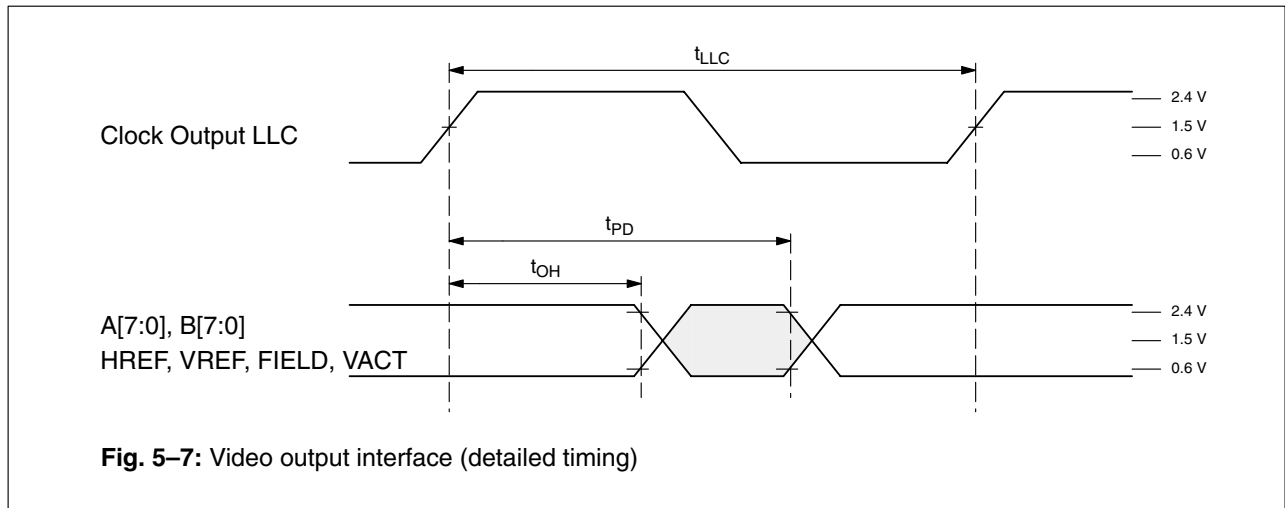 tLLC
Clock Output LLC
2.4 V
1.5 V
0.6 V
tPD
tOH
A[7:0], B[7:0]
HREF, VREF, FIELD, VACT
2.4 V
1.5 V
0.6 V
Fig. 5–7: Video output interface (detailed timing)